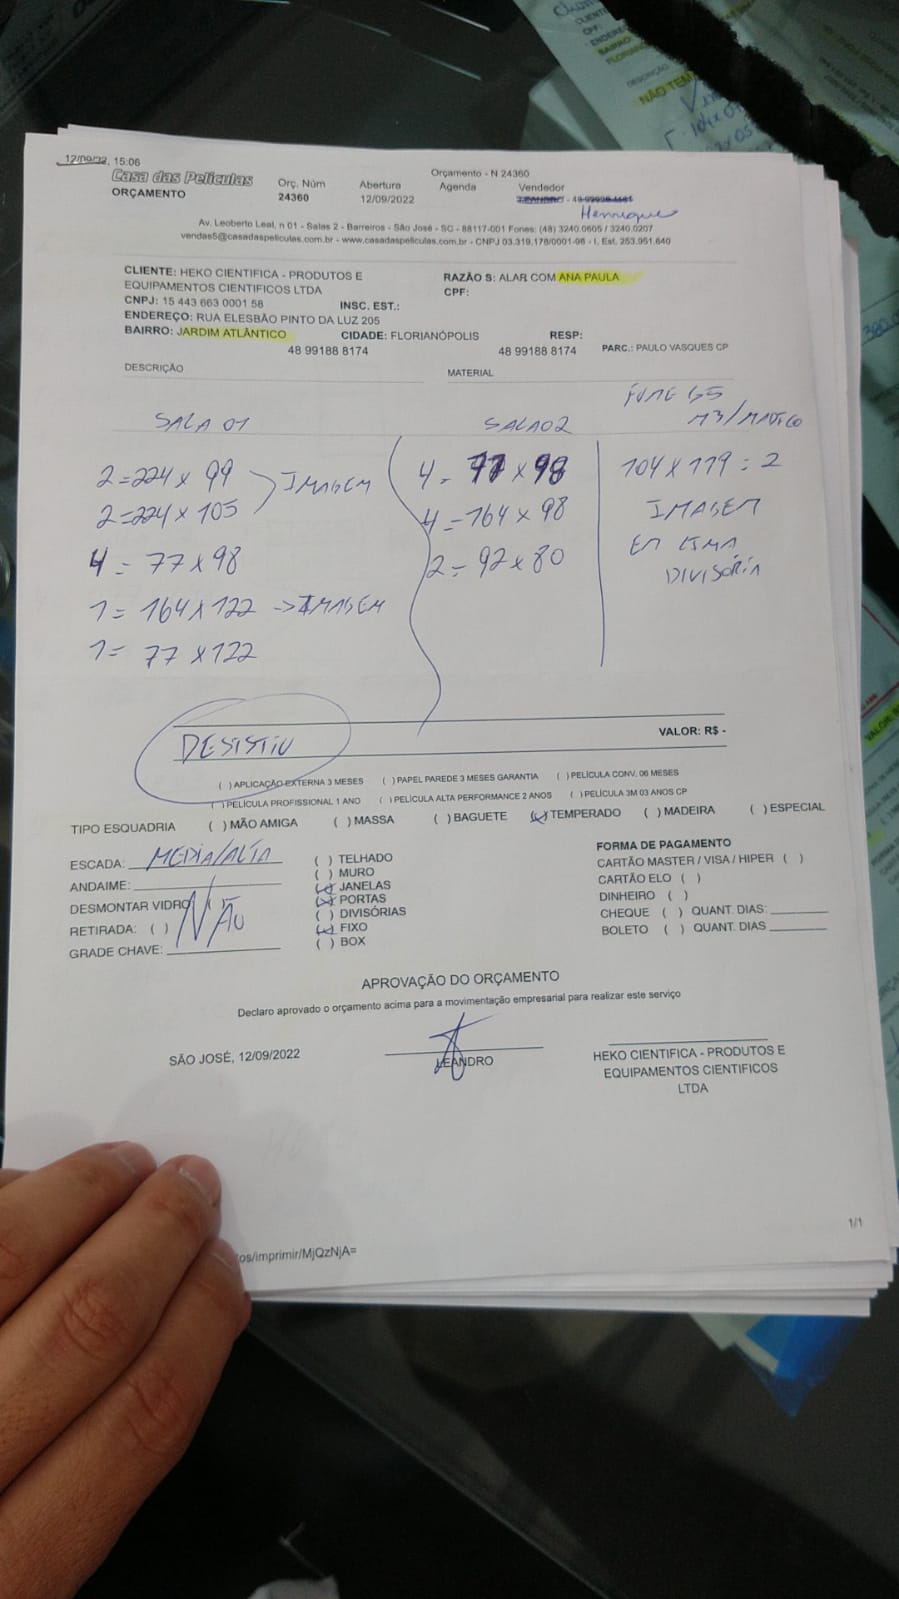 12/09/22, 15:06
Orçamento - N 24360
Casa das Películas
ORÇAMENTO
Orç. Núm
24360
Abertura
12/09/2022
Agenda
Vendedor
Henrique
Av. Leoberto Leal, n 01 - Salas 2 - Barreiros - São José - SC - 88117-001 Fones: (48) 3240.0605 / 3240.0207
vendas5@casadaspeliculas.com.br - www.casadaspeliculas.com.br - CNPJ 03.319.178/0001-98 - I. Est. 253.951.640
CLIENTE: HEKO CIENTIFICA - PRODUTOS E
EQUIPAMENTOS CIENTIFICOS LTDA
RAZÃO S: ALAR COM ANA PAULA
CPF:
CNPJ: 15 443 663 0001 58
INSC. EST.:
ENDEREÇO: RUA ELESBÃO PINTO DA LUZ 205
BAIRRO: JARDIM ATLÂNTICO
CIDADE: FLORIANÓPOLIS
RESP:
48 99188 8174
48 99188 8174
PARC.: PAULO VASQUES CP
DESCRIÇÃO
MATERIAL
FUME G5
SALA 01
SALA 02
2=224 x 99
2=224 x 105
IMAGEM
4 = 77 x 98
1 = 164 x 122 -> IMAGEM
1 = 77 x 122
4 - 77 x 98
4 - 164 x 98
2 - 92 x 80
104 x 119 = 2
IMAGEM
EM CIMA
DIVISÓRIA
DESISTIU
VALOR: R$ -
( ) APLICAÇÃO EXTERNA 3 MESES ( ) PAPEL PAREDE 3 MESES GARANTIA ( ) PELÍCULA CONV. 06 MESES
( ) PELÍCULA PROFISSIONAL 1 ANO ( ) PELÍCULA ALTA PERFORMANCE 2 ANOS ( ) PELÍCULA 3M 03 ANOS CP
TIPO ESQUADRIA ( ) MÃO AMIGA ( ) MASSA ( ) BAGUETE (x) TEMPERADO ( ) MADEIRA ( ) ESPECIAL
ESCADA: MEDIA/ALTA
ANDAIME:
DESMONTAR VIDRO ( )
RETIRADA: ( )
NÃO
GRADE CHAVE:
( ) TELHADO
( ) MURO
(x) JANELAS
(x) PORTAS
( ) DIVISÓRIAS
(x) FIXO
( ) BOX
FORMA DE PAGAMENTO
CARTÃO MASTER / VISA / HIPER ( )
CARTÃO ELO ( )
DINHEIRO ( )
CHEQUE ( ) QUANT. DIAS:
BOLETO ( ) QUANT. DIAS
APROVAÇÃO DO ORÇAMENTO
Declaro aprovado o orçamento acima para a movimentação empresarial para realizar este serviço
SÃO JOSÉ, 12/09/2022
LEANDRO
HEKO CIENTIFICA - PRODUTOS E
EQUIPAMENTOS CIENTIFICOS
LTDA
1/1
os/imprimir/MjQzNjA=
NÃO TEM